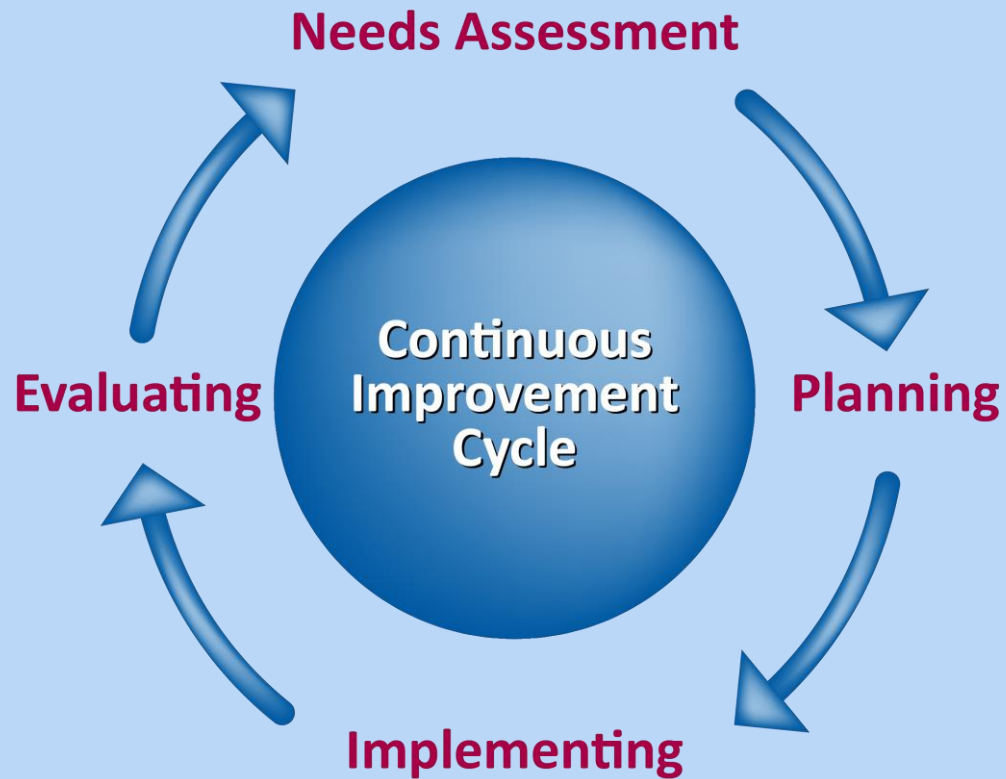 Needs Assessment
Continuous
Improvement
Cycle
Evaluating
Planning
Implementing